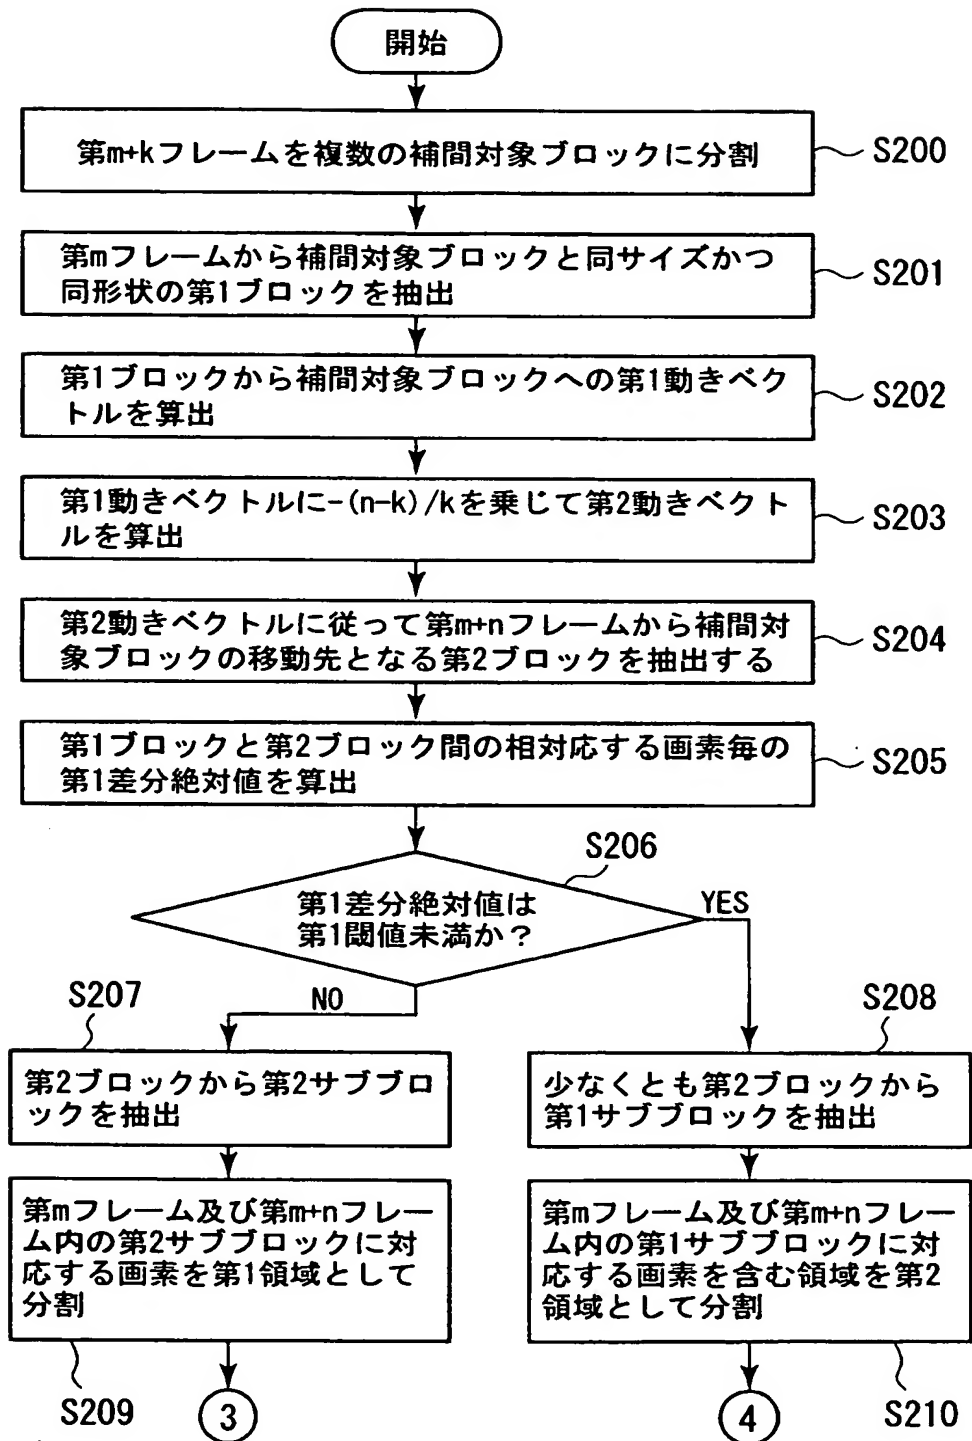 開始
第m+kフレームを複数の補間対象ブロックに分割
S200
第mフレームから補間対象ブロックと同サイズかつ
同形状の第1ブロックを抽出
S201
第1ブロックから補間対象ブロックへの第1動きベク
トルを算出
S202
第1動きベクトルに-(n-k)/kを乗じて第2動きベクト
ルを算出
S203
第2動きベクトルに従って第m+nフレームから補間対
象ブロックの移動先となる第2ブロックを抽出する
S204
第1ブロックと第2ブロック間の相対応する画素毎の
第1差分絶対値を算出
S205
S206
第1差分絶対値は
第1閾値未満か?
YES
NO
S207
第2ブロックから第2サブブロ
ックを抽出
S208
少なくとも第2ブロックから
第1サブブロックを抽出
第mフレーム及び第m+nフレー
ム内の第2サブブロックに対
応する画素を第1領域として
分割
S209
3
第mフレーム及び第m+nフレー
ム内の第1サブブロックに対
応する画素を含む領域を第2
領域として分割
S210
4